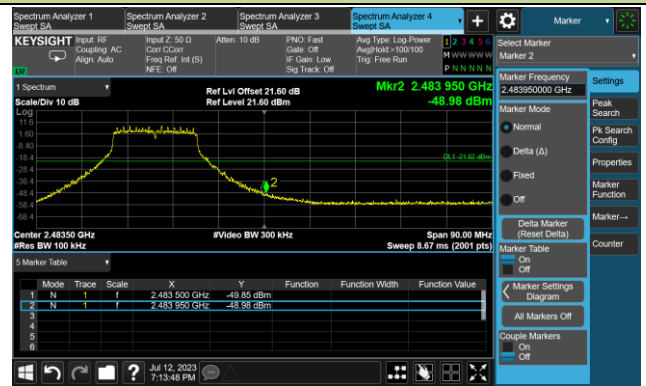 Spectrum Analyzer 1
Swept SA
Spectrum Analyzer 2
Swept SA
Spectrum Analyzer 3
Swept SA
Spectrum Analyzer 4
Swept SA
Marker
KEYSIGHT
Input: RF
Coupling: AC
Align: Auto
Input Z: 50 Ω
Corr CCorr
Freq Ref: Int (S)
NFE: Off
Atten: 10 dB
PNO: Fast
Gate: Off
IF Gain: Low
Sig Track: Off
Avg Type: Log-Power
Avg|Hold:>100/100
Trig: Free Run
1 2 3 4 5 6
M W W W W W
P N N N N N
Select Marker
Marker 2
1 Spectrum
Scale/Div 10 dB
Log
Ref Lvl Offset 21.60 dB
Ref Level 21.60 dBm
Mkr2 2.483 950 GHz
-48.98 dBm
11.6
1.60
-8.40
-18.4
-28.4
-38.4
-48.4
-58.4
-68.4
DL1 -21.62 dBm
2
Center 2.48350 GHz
#Res BW 100 kHz
#Video BW 300 kHz
Span 90.00 MHz
Sweep 8.67 ms (2001 pts)
5 Marker Table
Mode Trace Scale X Y Function Function Width Function Value
1 N 1 f 2.483 500 GHz -49.85 dBm
2 N 1 f 2.483 950 GHz -48.98 dBm
3
4
5
6
Marker Frequency
2.483950000 GHz
Marker Mode
Normal
Delta (Δ)
Fixed
Off
Delta Marker
(Reset Delta)
Marker Table
On
Off
Marker Settings
Diagram
All Markers Off
Couple Markers
On
Off
Settings
Peak
Search
Pk Search
Config
Properties
Marker
Function
Marker→
Counter
Jul 12, 2023
7:13:48 PM